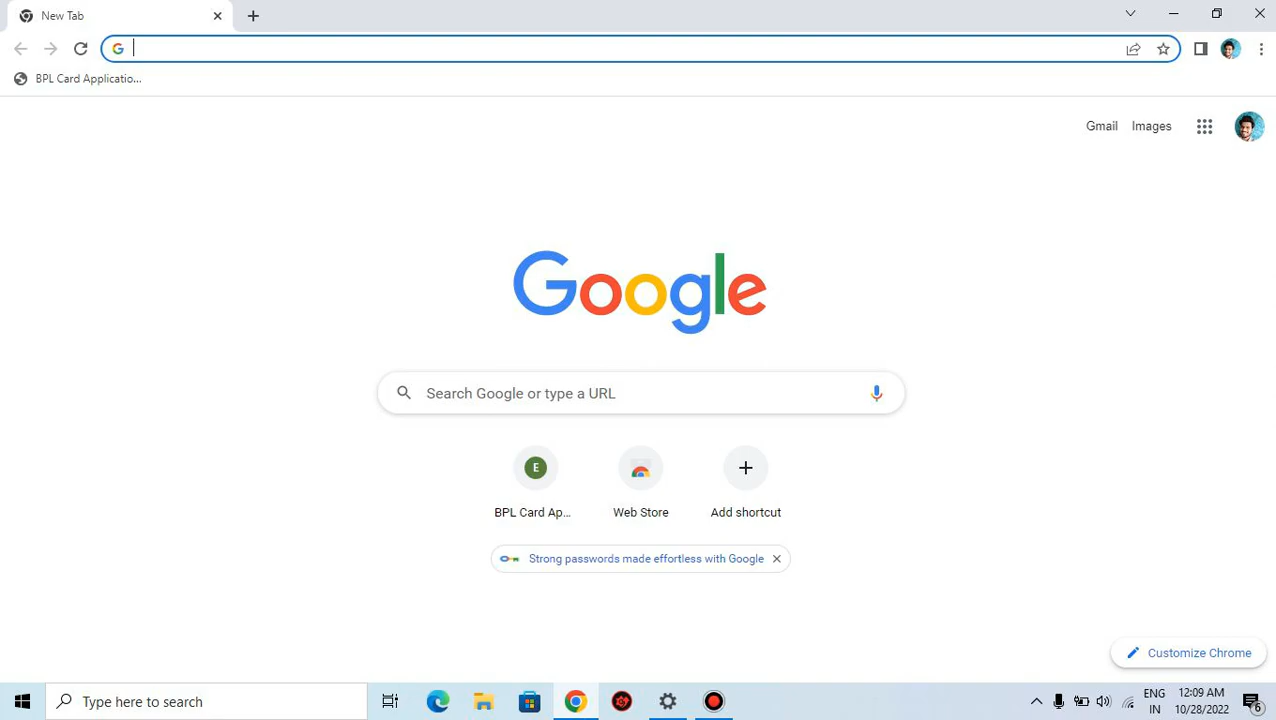 New Tab
BPL Card Applicatio...
Gmail
Images
Google
Search Google or type a URL
BPL Card Ap...
Web Store
Add shortcut
E
Strong passwords made effortless with Google
Customize Chrome
Type here to search
ENG
IN
12:09 AM
10/28/2022
6